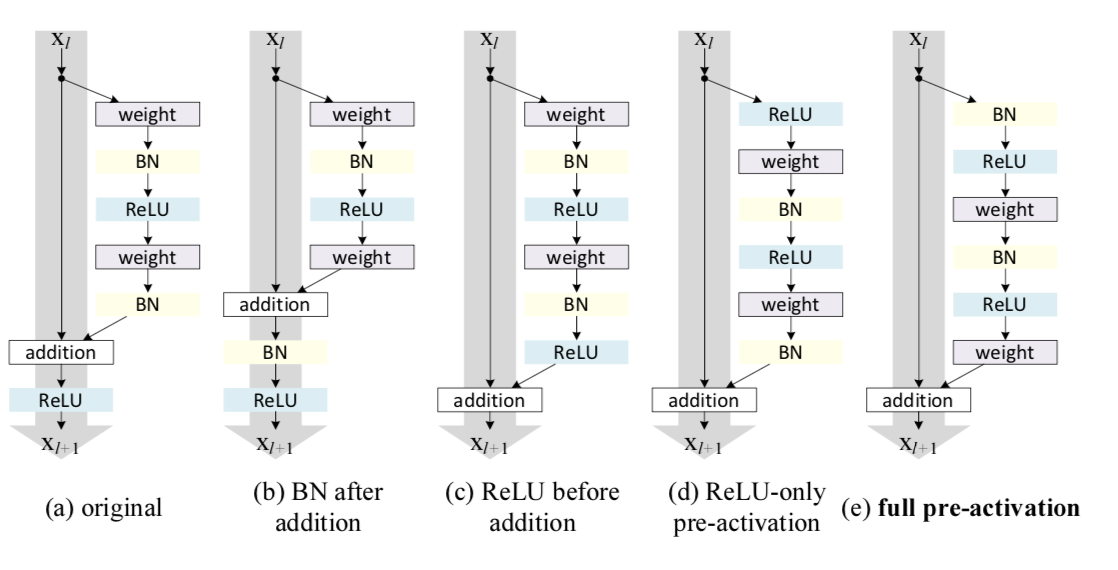 x_l
weight
BN
ReLU
weight
BN
addition
ReLU
x_{l+1}
(a) original
x_l
weight
BN
ReLU
weight
addition
BN
ReLU
x_{l+1}
(b) BN after
addition
x_l
weight
BN
ReLU
weight
BN
ReLU
addition
x_{l+1}
(c) ReLU before
addition
x_l
ReLU
weight
BN
ReLU
weight
BN
addition
x_{l+1}
(d) ReLU-only
pre-activation
x_l
BN
ReLU
weight
BN
ReLU
weight
addition
x_{l+1}
(e) full pre-activation